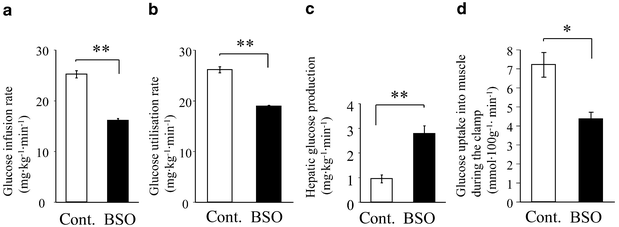 a
Glucose infusion rate
(mg·kg⁻¹·min⁻¹)
30
20
10
0
**
Cont. BSO
b
Glucose utilisation rate
(mg·kg⁻¹·min⁻¹)
30
20
10
0
**
Cont. BSO
c
Hepatic glucose production
(mg·kg⁻¹·min⁻¹)
4
3
2
1
0
**
Cont. BSO
d
Glucose upake into muscle
during the clamp
(mmol·100g⁻¹· min⁻¹)
8
7
6
5
4
3
2
1
0
*
Cont. BSO